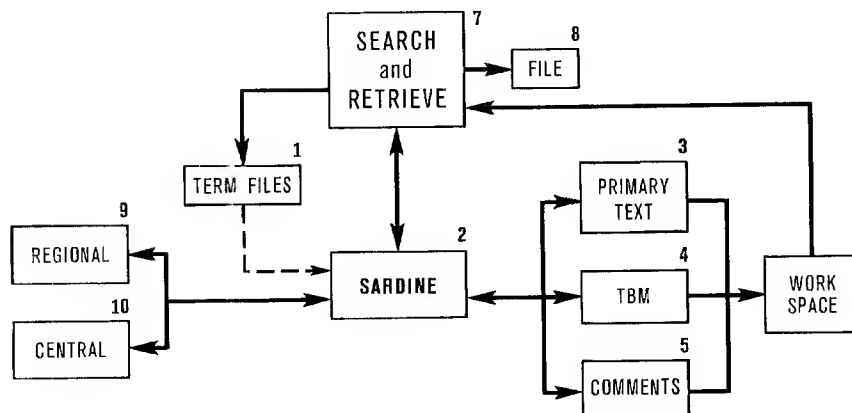 7
SEARCH
and
RETRIEVE
8
FILE
1
TERM FILES
9
REGIONAL
10
CENTRAL
2
SARDINE
3
PRIMARY
TEXT
4
TBM
5
COMMENTS
WORK
SPACE